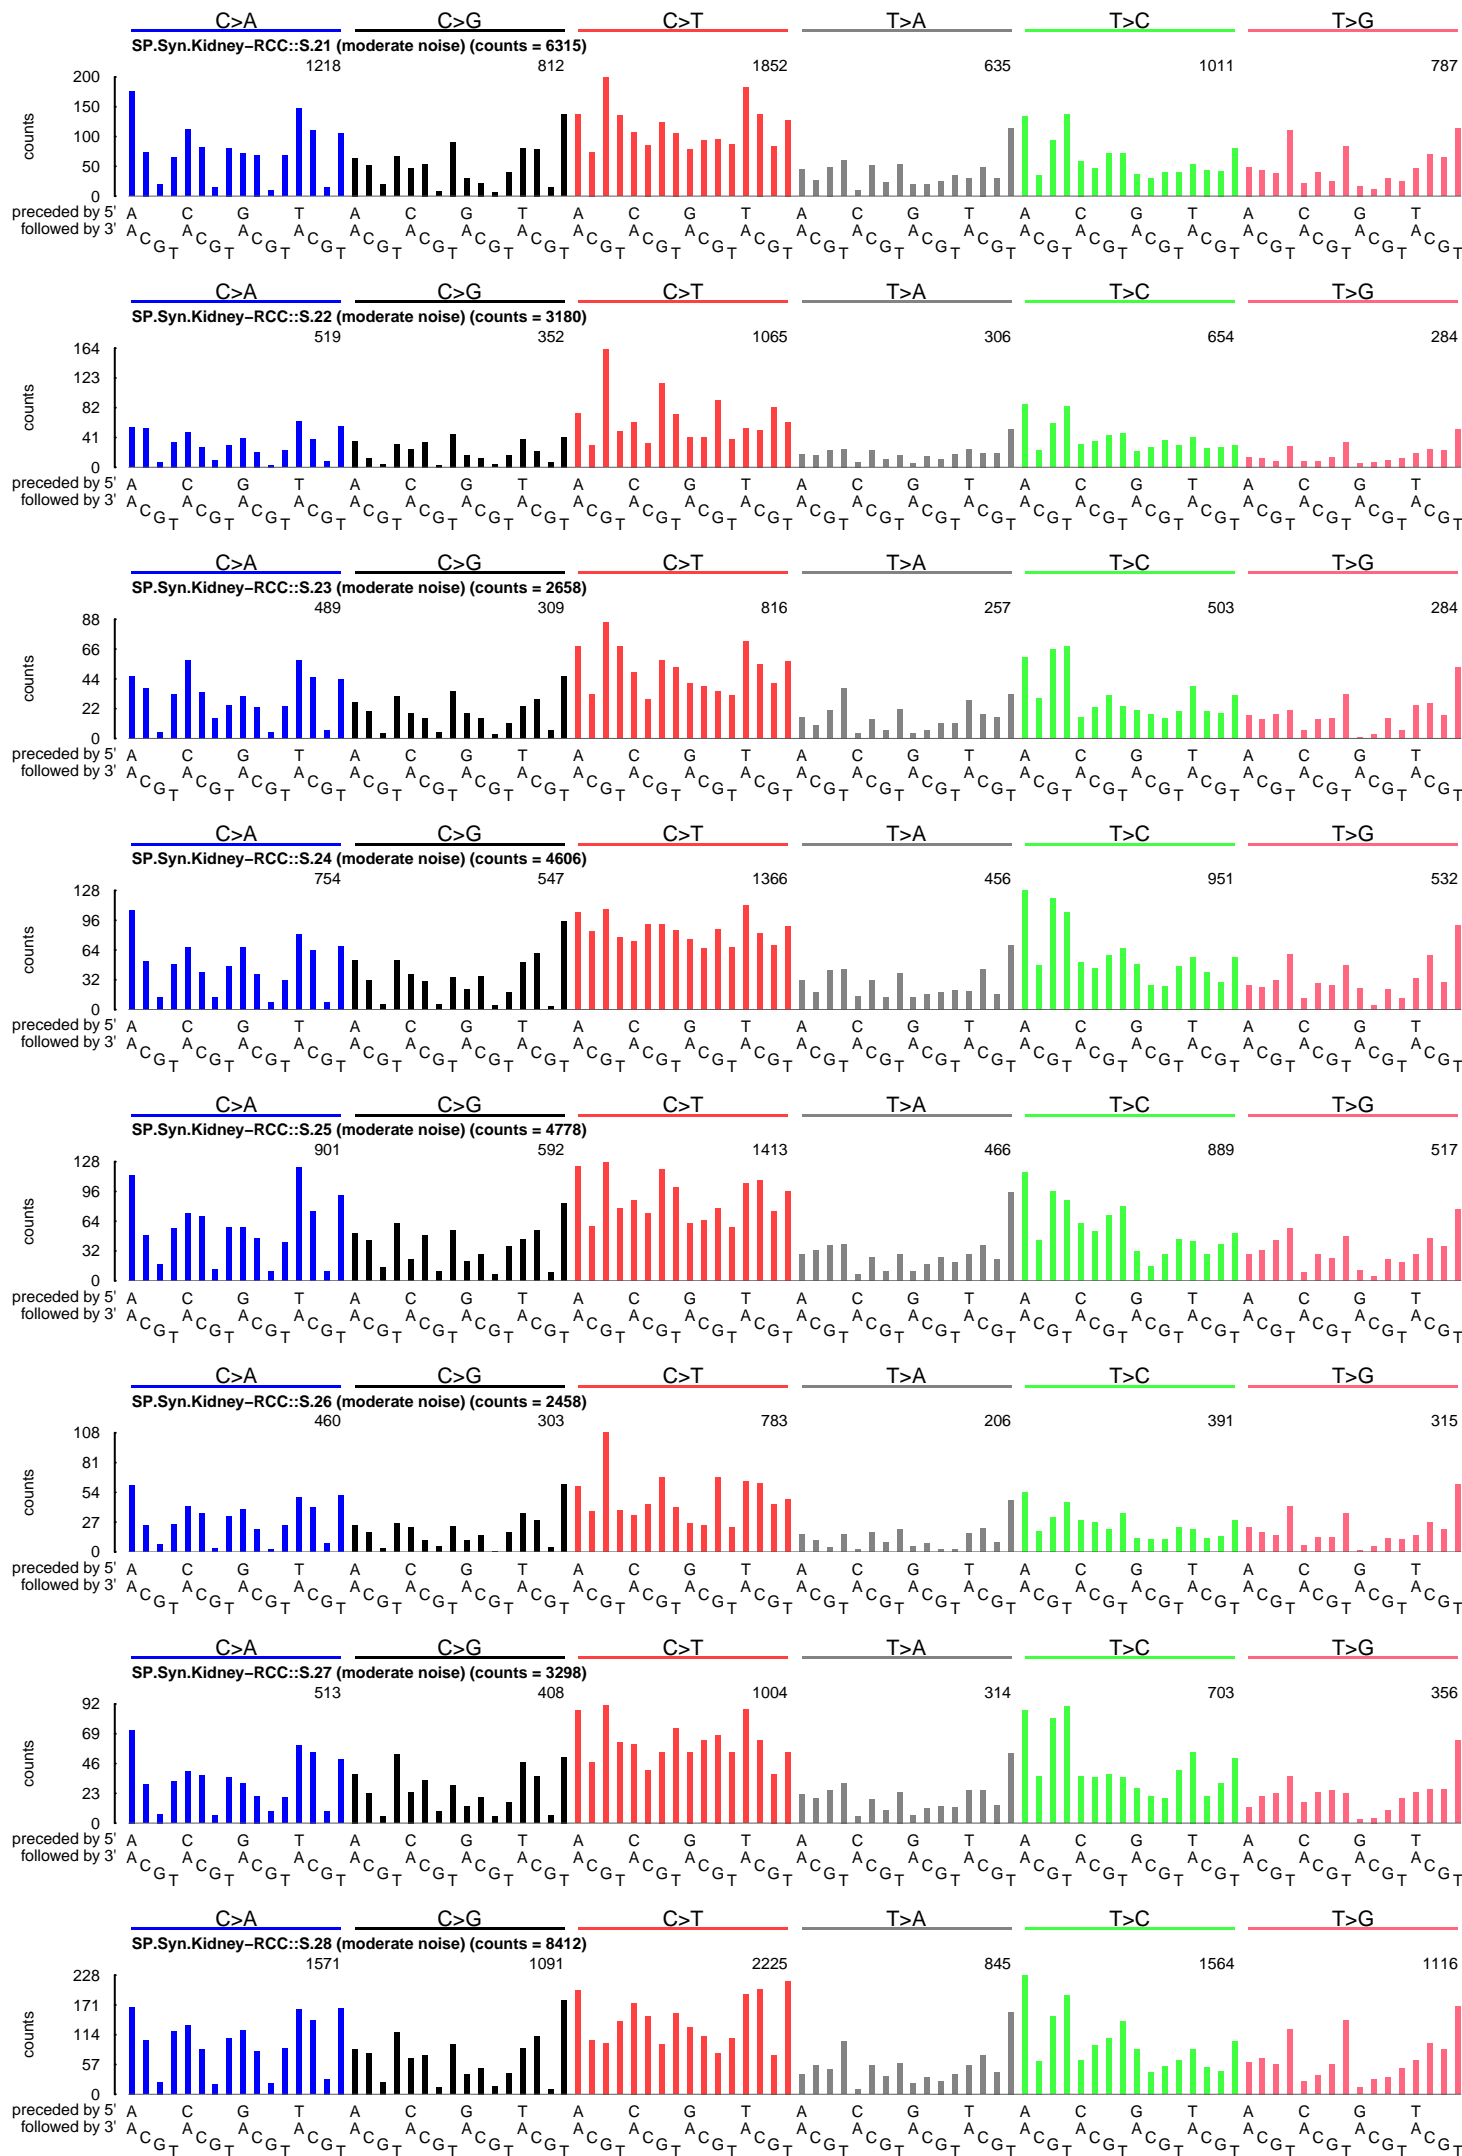 C>A C>G C>T T>A T>C T>G
SP.Syn.Kidney−RCC::S.21 (moderate noise) (counts = 6315)
1218 812 1852 635 1011 787
200
150
100
50
0
counts
preceded by 5' A C G T A C G T A C G T A C G T A C G T A C G T
followed by 3' A C G T A C G T A C G T A C G T A C G T A C G T A C G T A C G T A C G T A C G T A C G T A C G T A C G T A C G T A C G T A C G T A C G T A C G T A C G T A C G T A C G T A C G T A C G T A C G T
C>A C>G C>T T>A T>C T>G
SP.Syn.Kidney−RCC::S.22 (moderate noise) (counts = 3180)
519 352 1065 306 654 284
164
123
82
41
0
counts
preceded by 5' A C G T A C G T A C G T A C G T A C G T A C G T
followed by 3' A C G T A C G T A C G T A C G T A C G T A C G T A C G T A C G T A C G T A C G T A C G T A C G T A C G T A C G T A C G T A C G T A C G T A C G T A C G T A C G T A C G T A C G T A C G T A C G T
C>A C>G C>T T>A T>C T>G
SP.Syn.Kidney−RCC::S.23 (moderate noise) (counts = 2658)
489 309 816 257 503 284
88
66
44
22
0
counts
preceded by 5' A C G T A C G T A C G T A C G T A C G T A C G T
followed by 3' A C G T A C G T A C G T A C G T A C G T A C G T A C G T A C G T A C G T A C G T A C G T A C G T A C G T A C G T A C G T A C G T A C G T A C G T A C G T A C G T A C G T A C G T A C G T A C G T
C>A C>G C>T T>A T>C T>G
SP.Syn.Kidney−RCC::S.24 (moderate noise) (counts = 4606)
754 547 1366 456 951 532
128
96
64
32
0
counts
preceded by 5' A C G T A C G T A C G T A C G T A C G T A C G T
followed by 3' A C G T A C G T A C G T A C G T A C G T A C G T A C G T A C G T A C G T A C G T A C G T A C G T A C G T A C G T A C G T A C G T A C G T A C G T A C G T A C G T A C G T A C G T A C G T A C G T
C>A C>G C>T T>A T>C T>G
SP.Syn.Kidney−RCC::S.25 (moderate noise) (counts = 4778)
901 592 1413 466 889 517
128
96
64
32
0
counts
preceded by 5' A C G T A C G T A C G T A C G T A C G T A C G T
followed by 3' A C G T A C G T A C G T A C G T A C G T A C G T A C G T A C G T A C G T A C G T A C G T A C G T A C G T A C G T A C G T A C G T A C G T A C G T A C G T A C G T A C G T A C G T A C G T A C G T
C>A C>G C>T T>A T>C T>G
SP.Syn.Kidney−RCC::S.26 (moderate noise) (counts = 2458)
460 303 783 206 391 315
108
81
54
27
0
counts
preceded by 5' A C G T A C G T A C G T A C G T A C G T A C G T
followed by 3' A C G T A C G T A C G T A C G T A C G T A C G T A C G T A C G T A C G T A C G T A C G T A C G T A C G T A C G T A C G T A C G T A C G T A C G T A C G T A C G T A C G T A C G T A C G T A C G T
C>A C>G C>T T>A T>C T>G
SP.Syn.Kidney−RCC::S.27 (moderate noise) (counts = 3298)
513 408 1004 314 703 356
92
69
46
23
0
counts
preceded by 5' A C G T A C G T A C G T A C G T A C G T A C G T
followed by 3' A C G T A C G T A C G T A C G T A C G T A C G T A C G T A C G T A C G T A C G T A C G T A C G T A C G T A C G T A C G T A C G T A C G T A C G T A C G T A C G T A C G T A C G T A C G T A C G T
C>A C>G C>T T>A T>C T>G
SP.Syn.Kidney−RCC::S.28 (moderate noise) (counts = 8412)
1571 1091 2225 845 1564 1116
228
171
114
57
0
counts
preceded by 5' A C G T A C G T A C G T A C G T A C G T A C G T
followed by 3' A C G T A C G T A C G T A C G T A C G T A C G T A C G T A C G T A C G T A C G T A C G T A C G T A C G T A C G T A C G T A C G T A C G T A C G T A C G T A C G T A C G T A C G T A C G T A C G T